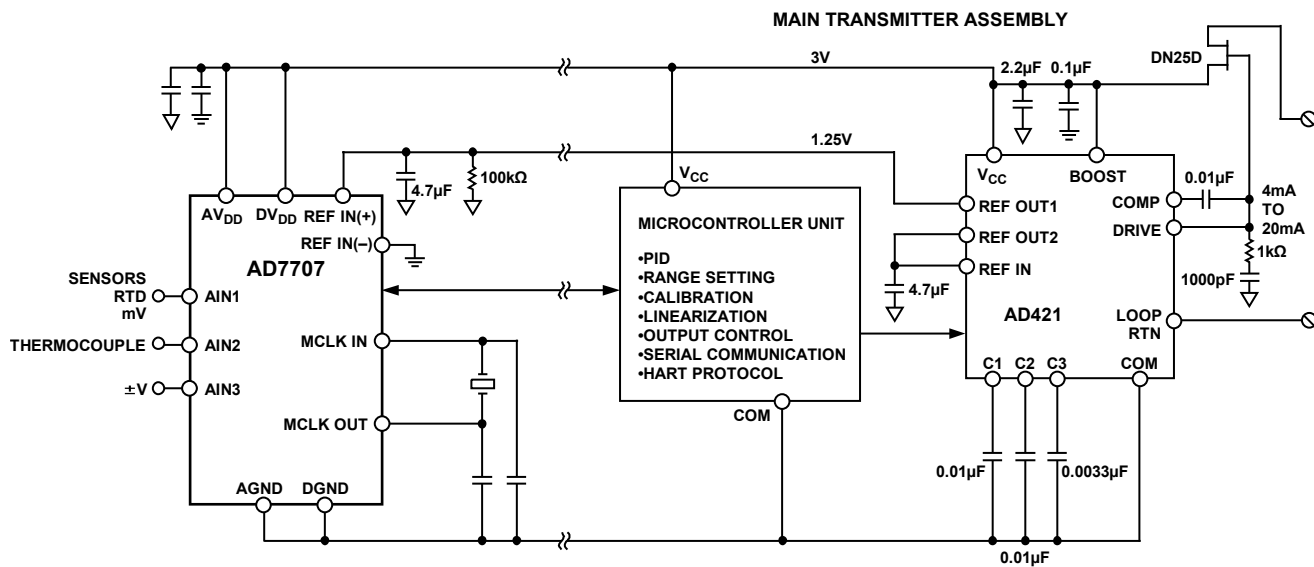 MAIN TRANSMITTER ASSEMBLY
DN25D
3V
2.2µF
0.1µF
1.25V
4.7µF
100kΩ
AVDD
DVDD
REF IN(+)
REF IN(–)
AD7707
SENSORS
RTD
mV
AIN1
THERMOCOUPLE
AIN2
±V
AIN3
MCLK IN
MCLK OUT
AGND
DGND
VCC
MICROCONTROLLER UNIT
•PID
•RANGE SETTING
•CALIBRATION
•LINEARIZATION
•OUTPUT CONTROL
•SERIAL COMMUNICATION
•HART PROTOCOL
COM
VCC
BOOST
REF OUT1
REF OUT2
REF IN
4.7µF
AD421
COMP
DRIVE
0.01µF
4mA
TO
20mA
1kΩ
1000pF
LOOP
RTN
C1
C2
C3
COM
0.01µF
0.0033µF
0.01µF